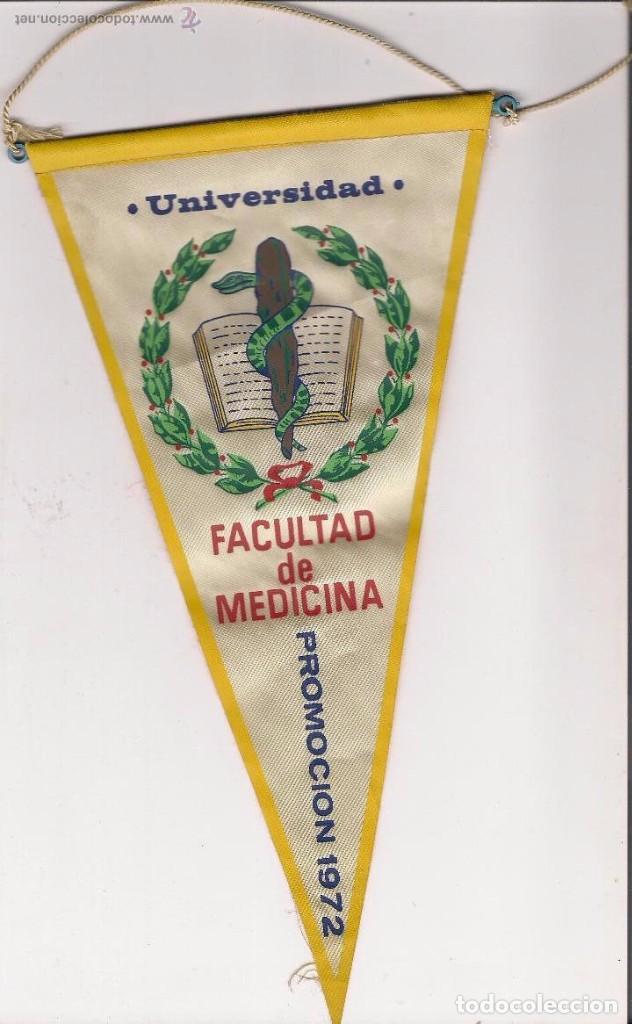 www.todocoleccion.net
• Universidad •
FACULTAD
de
MEDICINA
PROMOCION 1972
todocoleccion